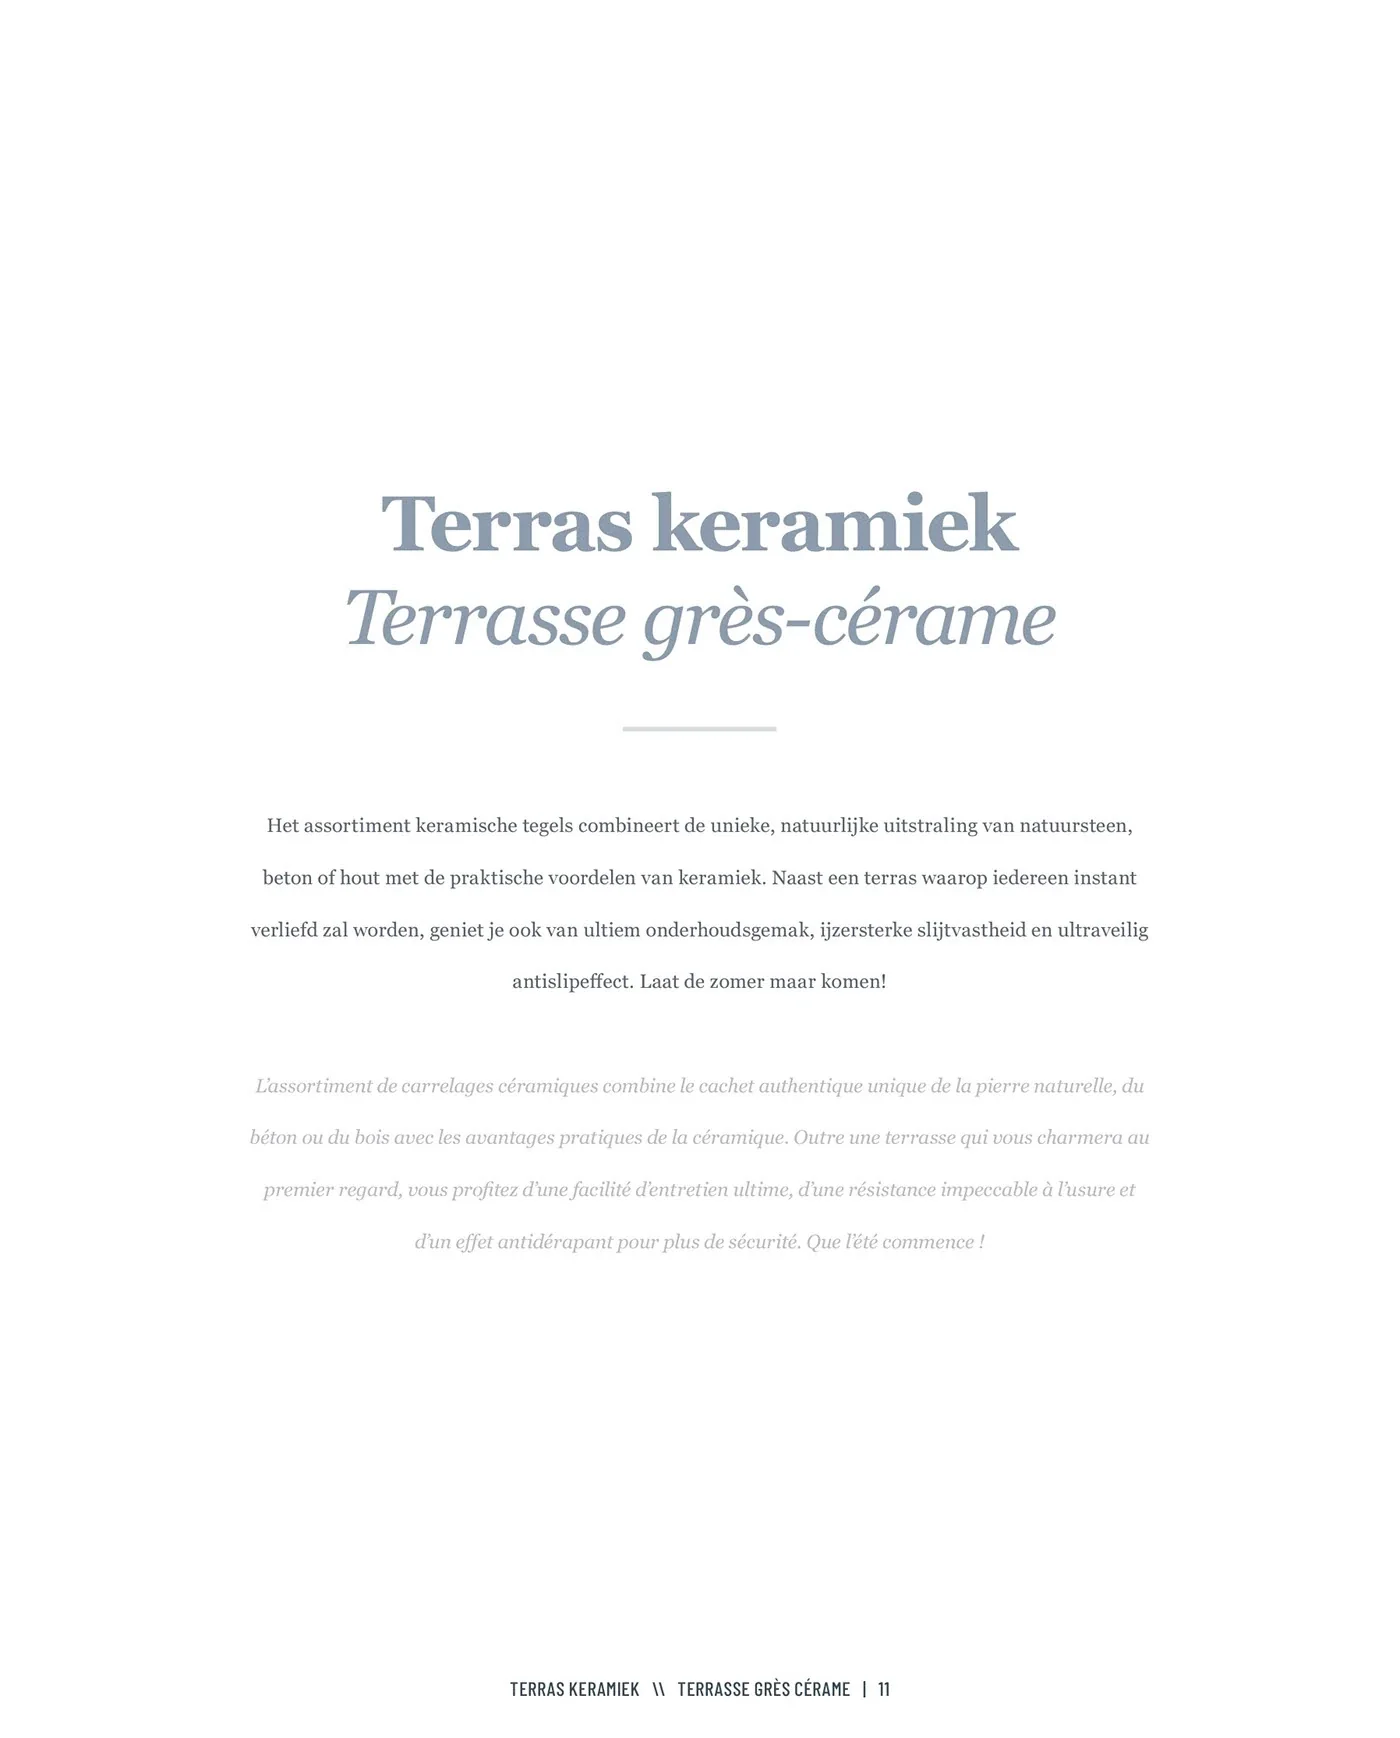 Terras keramiek
Terrasse grès-cérame
Het assortiment keramische tegels combineert de unieke, natuurlijke uitstraling van natuursteen,
beton of hout met de praktische voordelen van keramiek. Naast een terras waarop iedereen instant
verliefd zal worden, geniet je ook van ultiem onderhoudsgemak, ijzersterke slijtvastheid en ultraveilig
antislipeffect. Laat de zomer maar komen!
L’assortiment de carrelages céramiques combine le cachet authentique unique de la pierre naturelle, du
béton ou du bois avec les avantages pratiques de la céramique. Outre une terrasse qui vous charmera au
premier regard, vous profitez d’une facilité d’entretien ultime, d’une résistance impeccable à l’usure et
d’un effet antidérapant pour plus de sécurité. Que l’été commence !
TERRAS KERAMIEK \\ TERRASSE GRÈS CÉRAME | 11